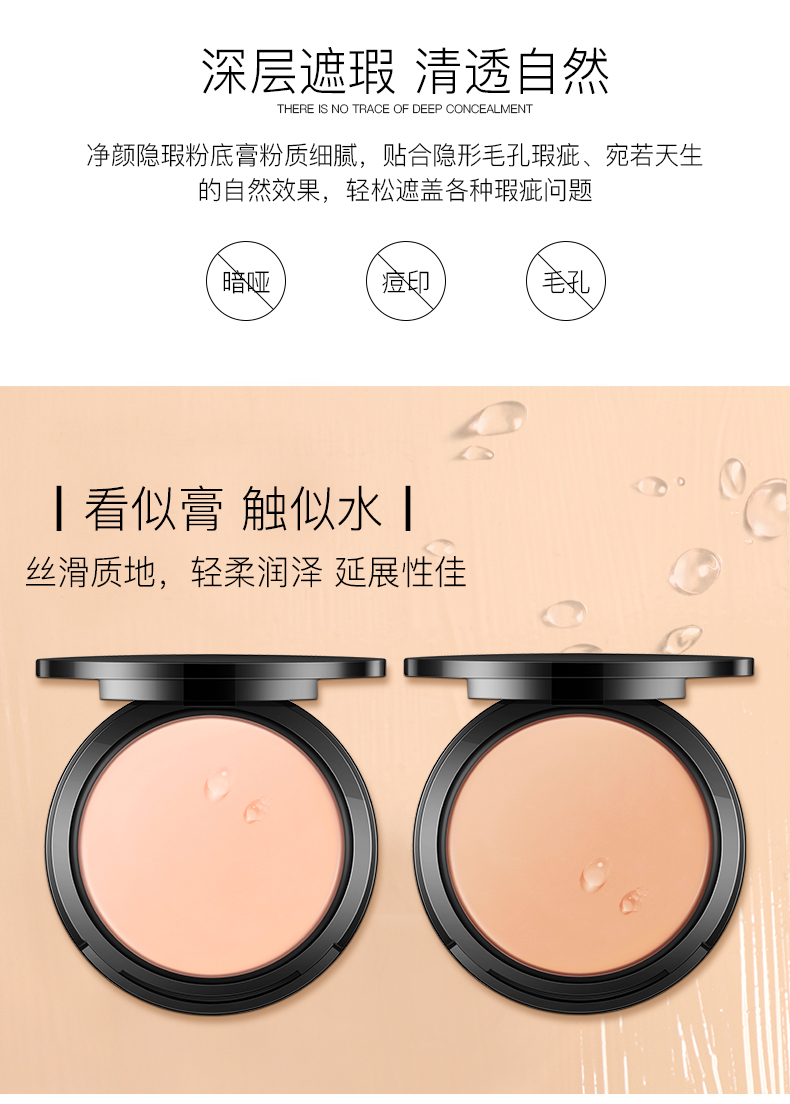 深层遮瑕 清透自然
THERE IS NO TRACE OF DEEP CONCEALMENT
净颜隐瑕粉底膏粉质细腻，贴合隐形毛孔瑕疵、宛若天生
的自然效果，轻松遮盖各种瑕疵问题
暗哑 痘印 毛孔
看似膏 触似水
丝滑质地，轻柔润泽 延展性佳